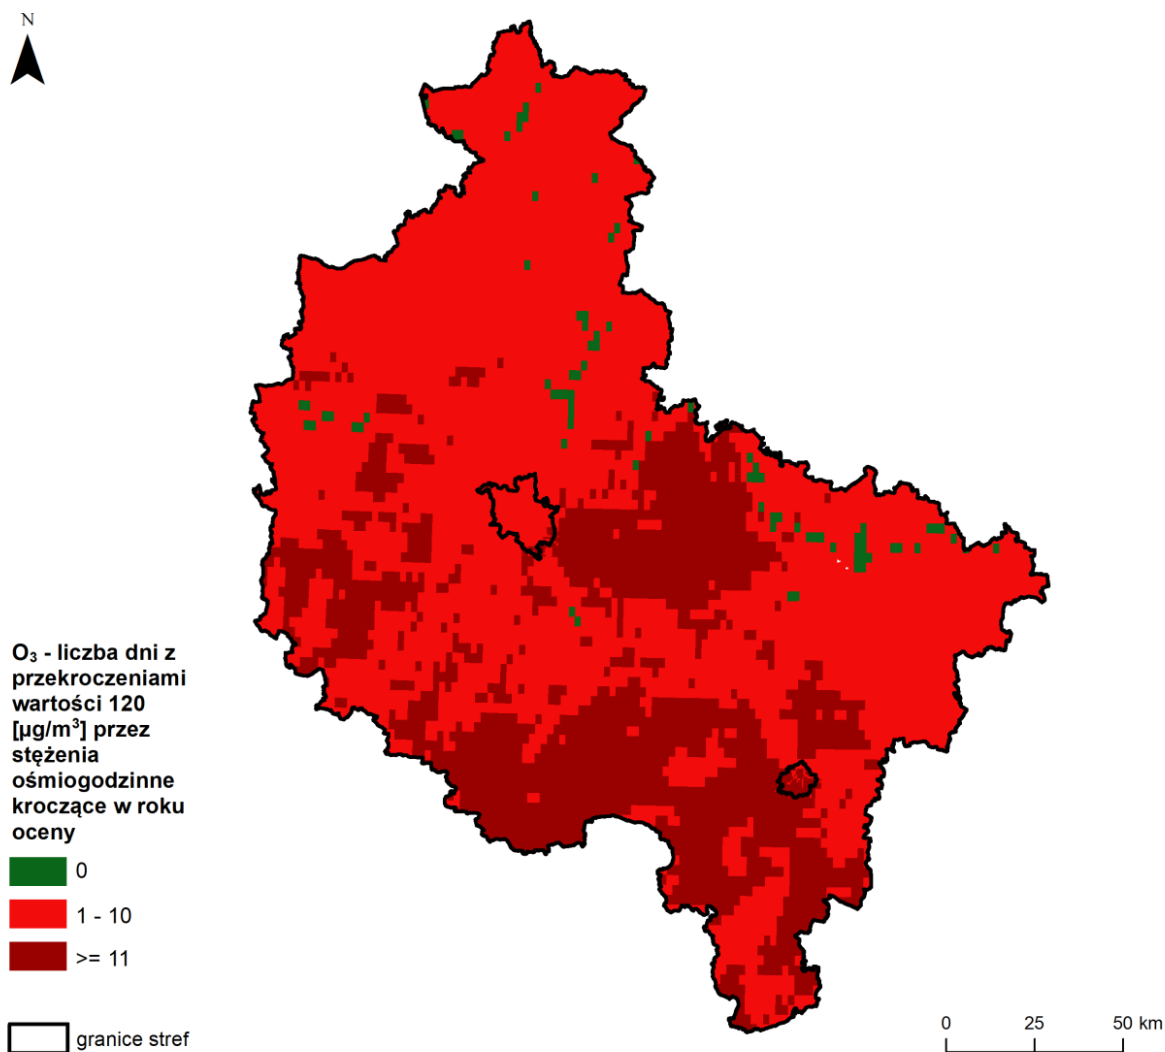 N
O₃ - liczba dni z
przekroczeniami
wartości 120
[µg/m³] przez
stężenia
ośmiogodzinne
kroczące w roku
oceny
0
1 - 10
>= 11
granice stref
0 25 50 km